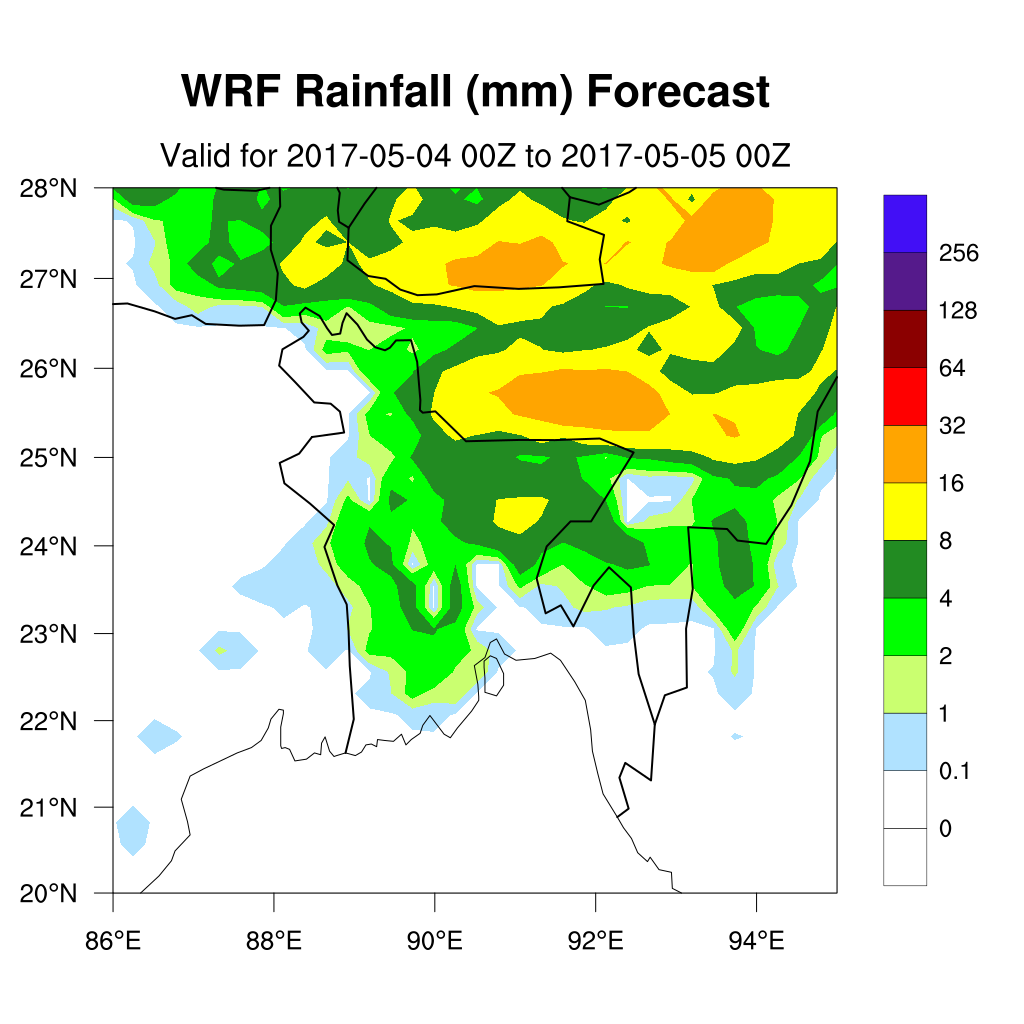 WRF Rainfall (mm) Forecast
Valid for 2017-05-04 00Z to 2017-05-05 00Z
28°N
27°N
26°N
25°N
24°N
23°N
22°N
21°N
20°N
86°E
88°E
90°E
92°E
94°E
256
128
64
32
16
8
4
2
1
0.1
0